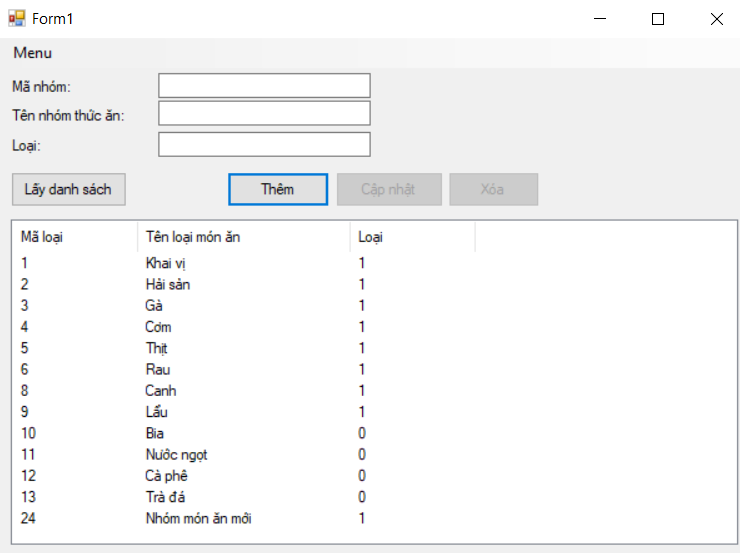 Form1
Menu
Mã nhóm:
Tên nhóm thức ăn:
Loại:
Lấy danh sách Thêm Cập nhật Xóa
Mã loại Tên loại món ăn Loại
1 Khai vị 1
2 Hải sản 1
3 Gà 1
4 Cơm 1
5 Thịt 1
6 Rau 1
8 Canh 1
9 Lẩu 1
10 Bia 0
11 Nước ngọt 0
12 Cà phê 0
13 Trà đá 0
24 Nhóm món ăn mới 1